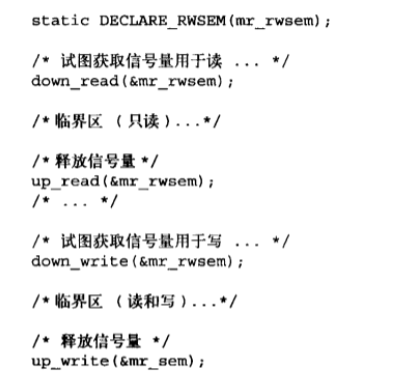 static DECLARE_RWSEM(mr_rwsem);
/* 试图获取信号量用于读 ... */
down_read(&mr_rwsem);
/* 临界区 （只读）...*/
/* 释放信号量 */
up_read(&mr_rwsem);
/* ... */
/* 试图获取信号量用于写 ... */
down_write(&mr_rwsem);
/* 临界区 （读和写）...*/
/* 释放信号量 */
up_write(&mr_sem);